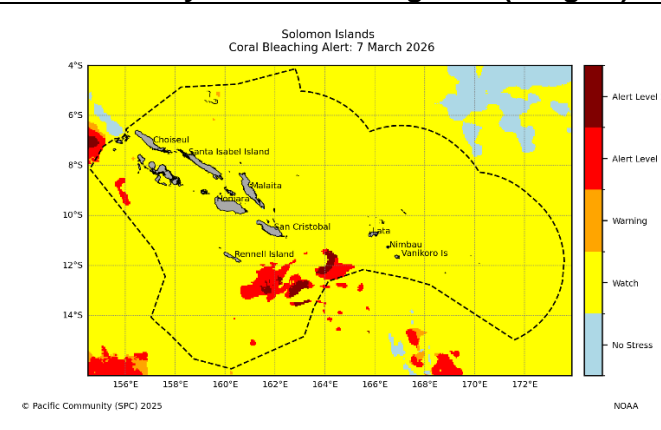 Solomon Islands
Coral Bleaching Alert: 7 March 2026
4°S
6°S
8°S
10°S
12°S
14°S
Choiseul
Santa Isabel Island
Malaita
Honiara
San Cristobal
Lata
Nimbau
Vanikoro Is
Rennell Island
156°E
158°E
160°E
162°E
164°E
166°E
168°E
170°E
172°E
Alert Level
Alert Level
Warning
Watch
No Stress
© Pacific Community (SPC) 2025
NOAA